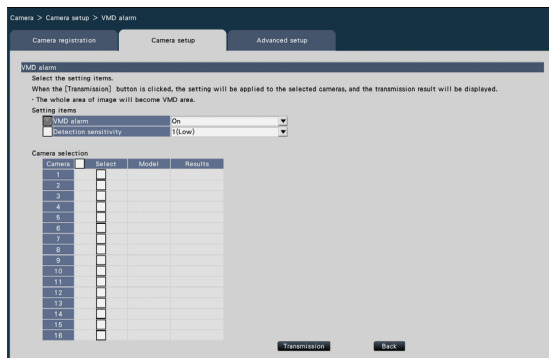 Camera > Camera setup > VMD alarm
Camera registration
Camera setup
Advanced setup
VMD alarm
Select the setting items.
When the [Transmission] button is clicked, the setting will be applied to the selected cameras, and the transmission result will be displayed.
· The whole area of image will become VMD area.
Setting items
VMD alarm On
Detection sensitivity 1(Low)
Camera selection
Camera Select Model Results
1
2
3
4
5
6
7
8
9
10
11
12
13
14
15
16
Transmission Back